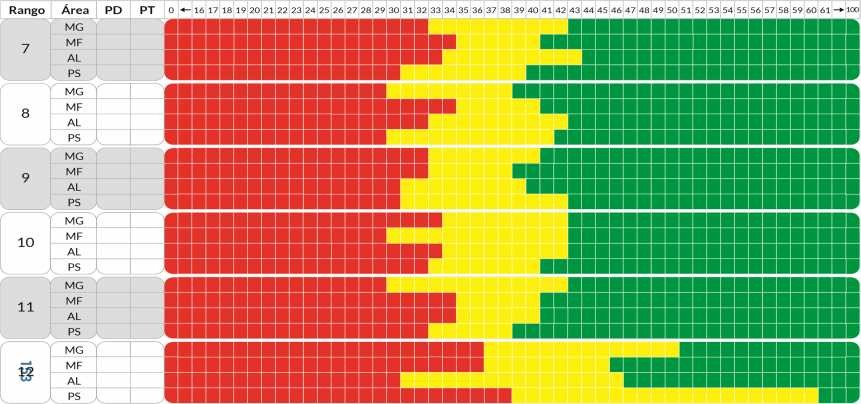 Rango Área PD PT 0 ← 16 17 18 19 20 21 22 23 24 25 26 27 28 29 30 31 32 33 34 35 36 37 38 39 40 41 42 43 44 45 46 47 48 49 50 51 52 53 54 55 56 57 58 59 60 61 → 100
7
MG
MF
AL
PS
8
MG
MF
AL
PS
9
MG
MF
AL
PS
10
MG
MF
AL
PS
11
MG
MF
AL
PS
12
MG
MF
AL
PS